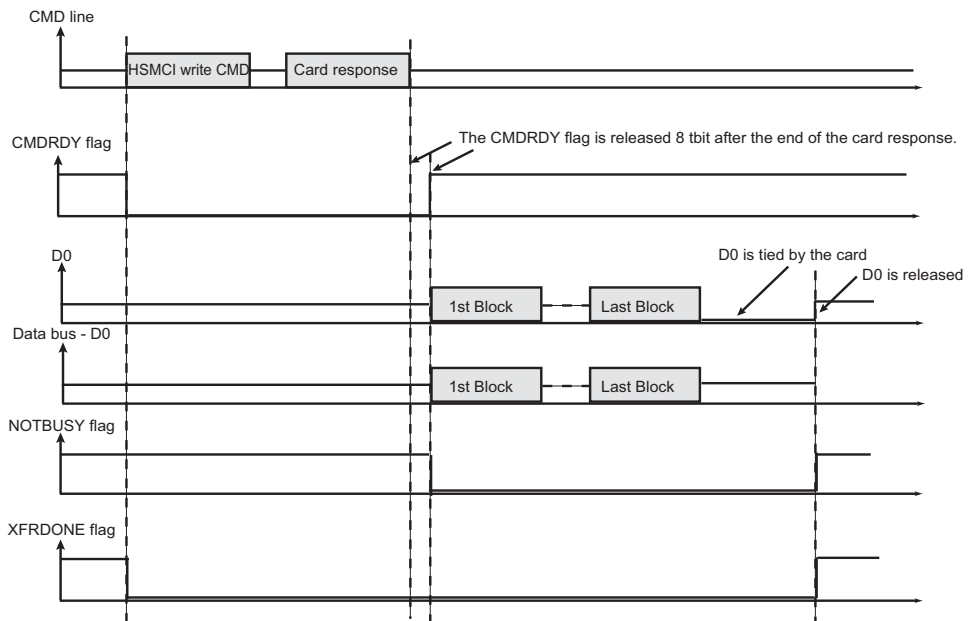 CMD line
HSMCI write CMD
Card response
The CMDRDY flag is released 8 tbit after the end of the card response.
CMDRDY flag
D0
D0 is tied by the card
D0 is released
1st Block
Last Block
Data bus - D0
1st Block
Last Block
NOTBUSY flag
XFRDONE flag